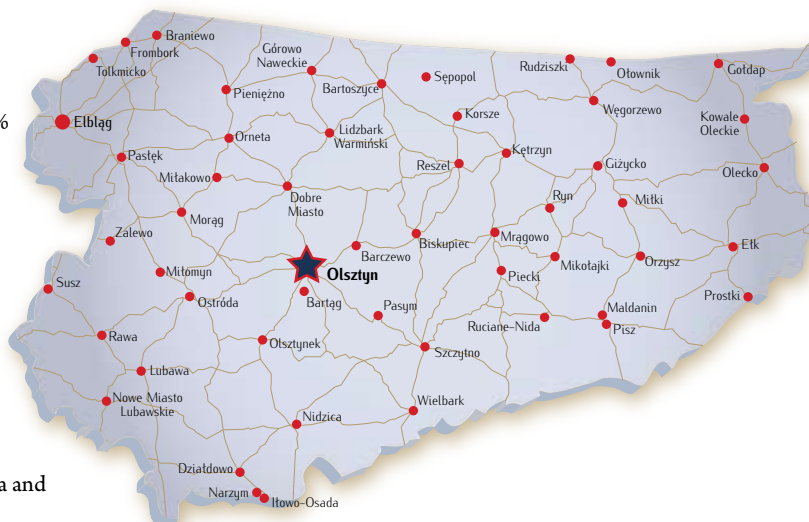 Braniewo
Frombork
Tolkmicko
Górowo
Naweckie
Bartoszyce
Sępopol
Rudziszki
Ołownik
Gołdap
Pieniężno
Węgorzewo
Kowale
Oleckie
%
Elbląg
Korsze
Orneta
Lidzbark
Warmiński
Pasłęk
Reszel
Kętrzyn
Giżycko
Olecko
Miłakowo
Dobre
Miasto
Ryn
Miłki
Morąg
Zalewo
Barczewo
Biskupiec
Mrągowo
Mikołajki
Orzysz
Ełk
Miłomyn
Olsztyn
Piecki
Susz
Ostróda
Bartąg
Pasym
Ruciane-Nida
Maldanin
Pisz
Prostki
Rawa
Olsztynek
Szczytno
Lubawa
Nowe Miasto
Lubawskie
Wielbark
Nidzica
Działdowo
Narzym
Iłowo-Osada
a and